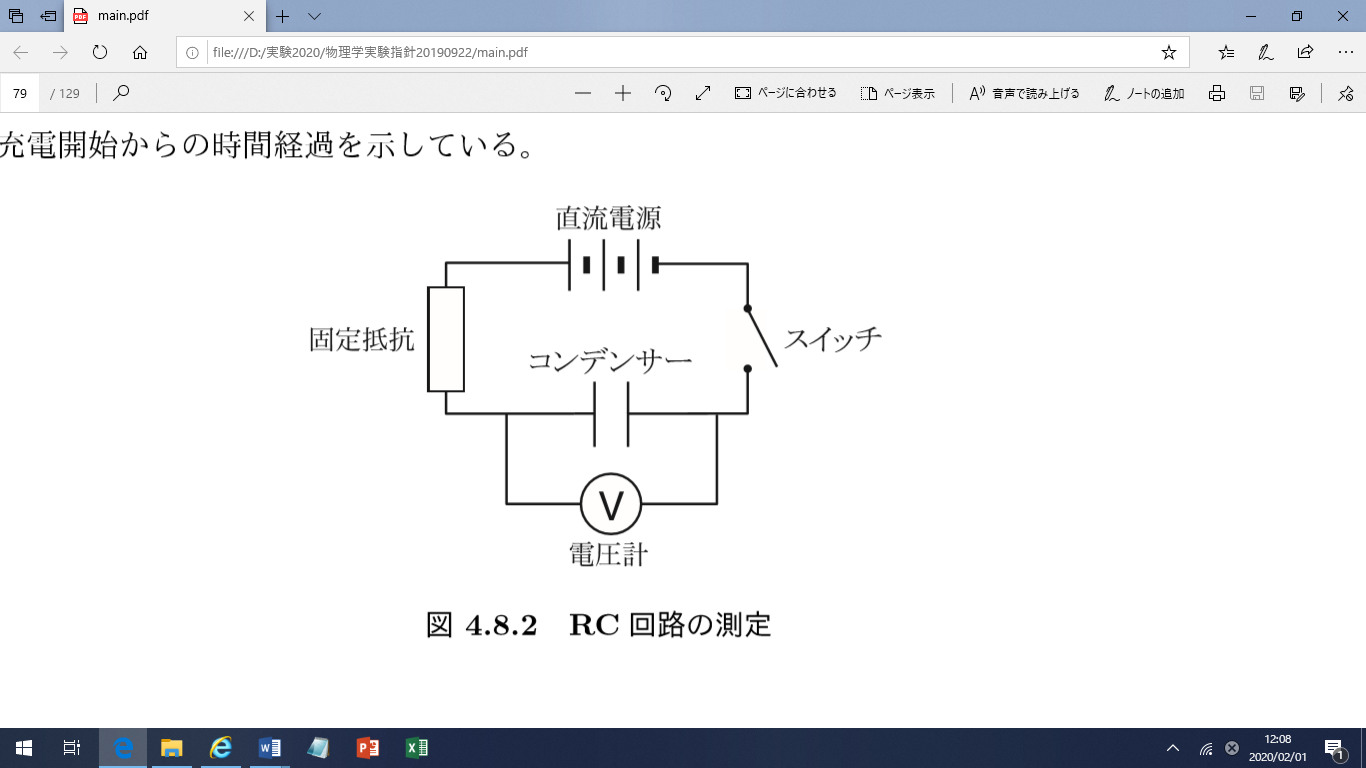 main.pdf
file:///D:/実験2020/物理学実験指針20190922/main.pdf
79 / 129 ページに合わせる ページ表示 音声で読み上げる ノートの追加
充電開始からの時間経過を示している。
直流電源
固定抵抗
スイッチ
コンデンサー
V
電圧計
図 4.8.2 RC 回路の測定
12:08
2020/02/01
1